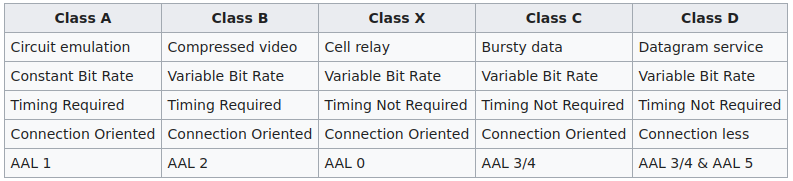 Class A Class B Class X Class C Class D
Circuit emulation Compressed video Cell relay Bursty data Datagram service
Constant Bit Rate Variable Bit Rate Variable Bit Rate Variable Bit Rate Variable Bit Rate
Timing Required Timing Required Timing Not Required Timing Not Required Timing Not Required
Connection Oriented Connection Oriented Connection Oriented Connection Oriented Connection less
AAL 1 AAL 2 AAL 0 AAL 3/4 AAL 3/4 & AAL 5